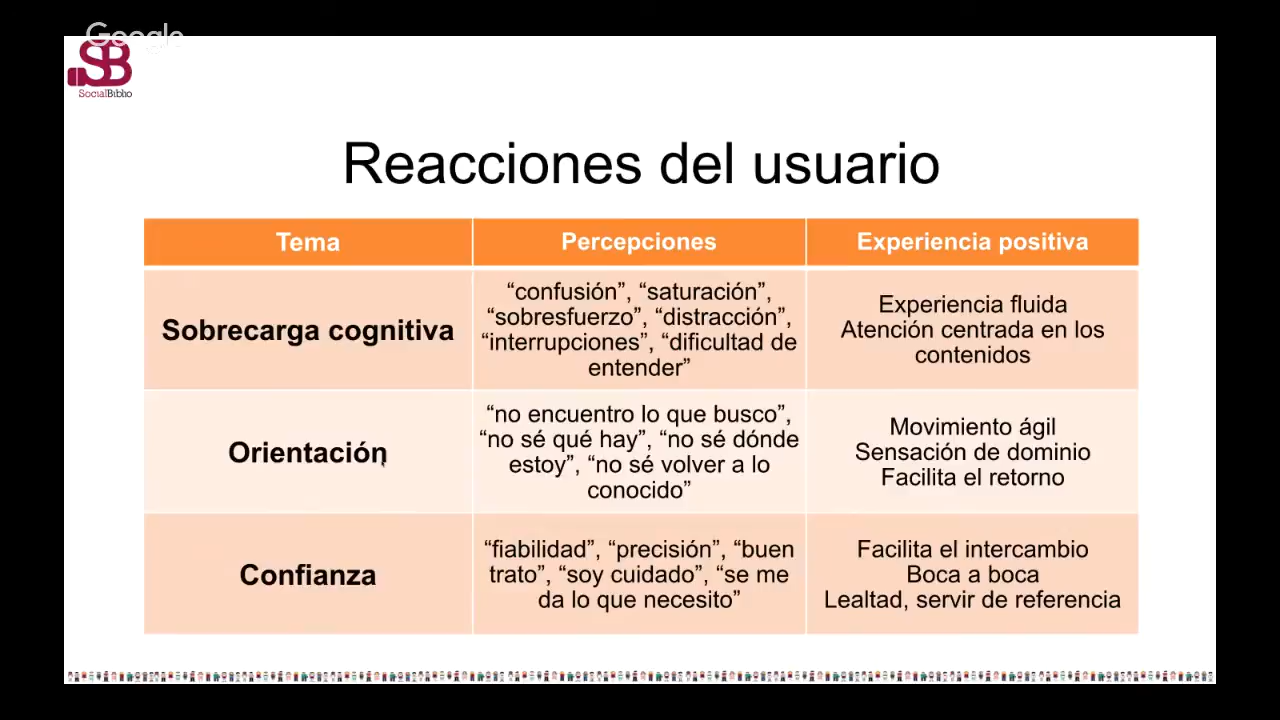 Google
SB
SocialBiblio
Reacciones del usuario
Tema
Percepciones
Experiencia positiva
Sobrecarga cognitiva
“confusión”, “saturación”,
“sobresfuerzo”, “distracción”,
“interrupciones”, “dificultad de
entender”
Experiencia fluida
Atención centrada en los
contenidos
Orientación
“no encuentro lo que busco”,
“no sé qué hay”, “no sé dónde
estoy”, “no sé volver a lo
conocido”
Movimiento ágil
Sensación de dominio
Facilita el retorno
Confianza
“fiabilidad”, “precisión”, “buen
trato”, “soy cuidado”, “se me
da lo que necesito”
Facilita el intercambio
Boca a boca
Lealtad, servir de referencia